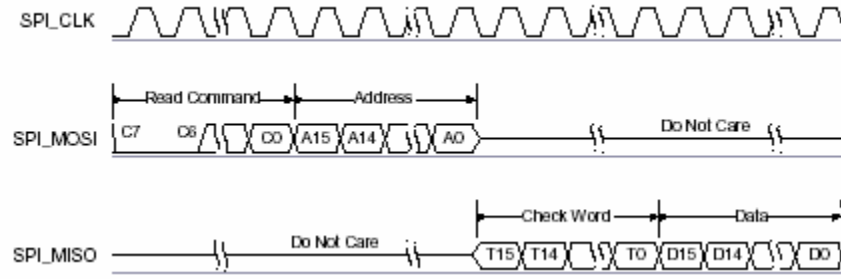 SPI_CLK
Read Command Address
SPI_MOSI C7 C6 C0 A15 A14 A0 Do Not Care
Check Word Data
SPI_MISO Do Not Care T15 T14 T0 D15 D14 D0